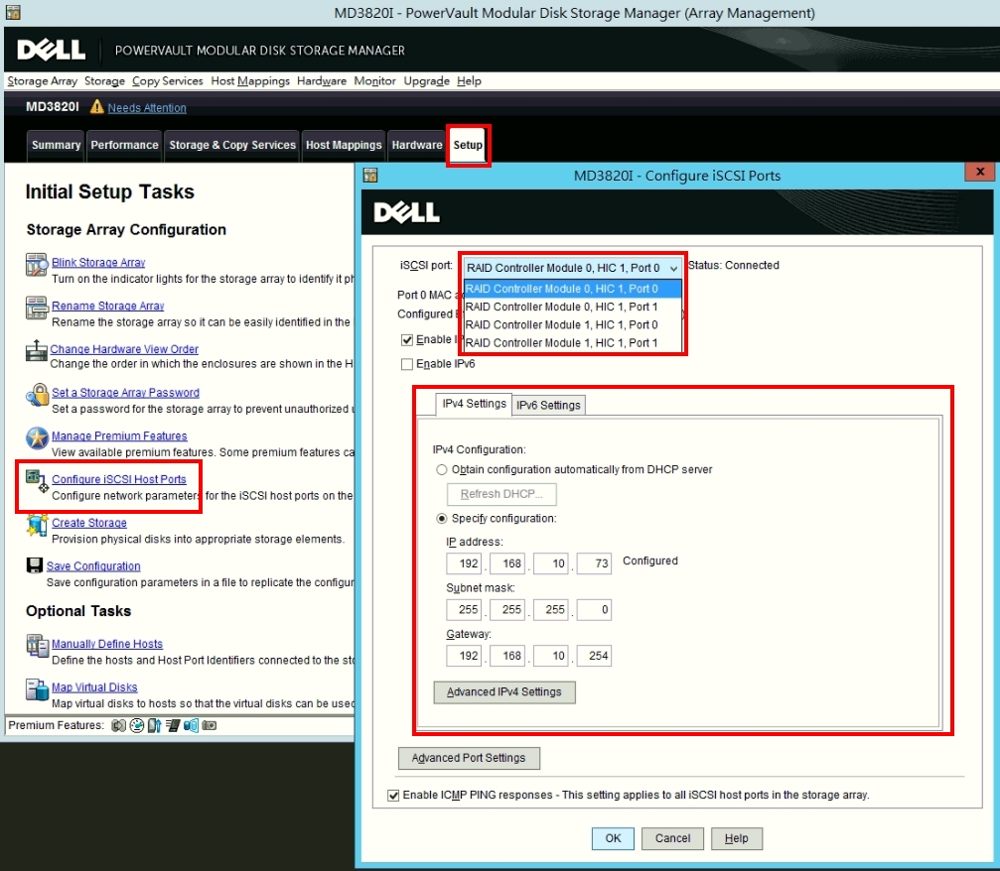 MD3820I - PowerVault Modular Disk Storage Manager (Array Management)
DELL
POWERVAULT MODULAR DISK STORAGE MANAGER
Storage Array Storage Copy Services Host Mappings Hardware Monitor Upgrade Help
MD3820I Needs Attention
Summary Performance Storage & Copy Services Host Mappings Hardware Setup
Initial Setup Tasks
Storage Array Configuration
Blink Storage Array
Turn on the indicator lights for the storage array to identify it ph
Rename Storage Array
Rename the storage array so it can be easily identified in the
Change Hardware View Order
Change the order in which the enclosures are shown in the H
Set a Storage Array Password
Set a password for the storage array to prevent unauthorized u
Manage Premium Features
View available premium features. Some premium features ca
Configure iSCSI Host Ports
Configure network parameters for the iSCSI host ports on the
Create Storage
Provision physical disks into appropriate storage elements.
Save Configuration
Save configuration parameters in a file to replicate the configur
Optional Tasks
Manually Define Hosts
Define the hosts and Host Port Identifiers connected to the sto
Map Virtual Disks
Map virtual disks to hosts so that the virtual disks can be used
Premium Features:
MD3820I - Configure iSCSI Ports
x
DELL
iSCSI port: RAID Controller Module 0, HIC 1, Port 0 Status: Connected
RAID Controller Module 0, HIC 1, Port 0
RAID Controller Module 0, HIC 1, Port 1
RAID Controller Module 1, HIC 1, Port 0
RAID Controller Module 1, HIC 1, Port 1
Port 0 MAC a
Configured
Enable IP
Enable IPv6
IPv4 Settings IPv6 Settings
IPv4 Configuration:
Obtain configuration automatically from DHCP server
Refresh DHCP...
Specify configuration:
IP address:
192 . 168 . 10 . 73 Configured
Subnet mask:
255 . 255 . 255 . 0
Gateway:
192 . 168 . 10 . 254
Advanced IPv4 Settings
Advanced Port Settings
Enable ICMP PING responses - This setting applies to all iSCSI host ports in the storage array.
OK Cancel Help